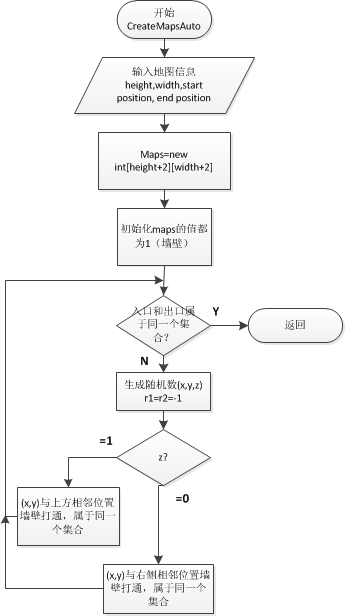 开始
CreateMapsAuto
输入地图信息
height,width,start
position, end position
Maps=new
int[height+2][width+2]
初始化maps的值都
为1（墙壁）
入口和出口属
于同一个集
合？
Y
返回
N
生成随机数(x,y,z)
r1=r2=-1
=1
z?
=0
(x,y)与上方相邻位置
墙壁打通，属于同一
个集合
(x,y)与右侧相邻位置墙
壁打通，属于同一个
集合